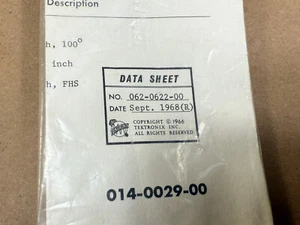 Description
h, 100°
inch
h, FHS
DATA SHEET
NO. 062-0622-00
DATE Sept. 1968(R)
COPYRIGHT © 1966
TEKTRONIX INC.
ALL RIGHTS RESERVED
014-0029-00